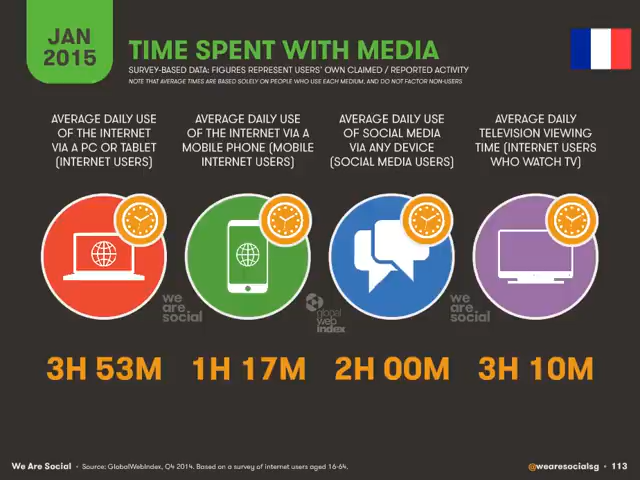 JAN
2015
TIME SPENT WITH MEDIA
SURVEY-BASED DATA: FIGURES REPRESENT USERS' OWN CLAIMED / REPORTED ACTIVITY
NOTE THAT AVERAGE TIMES ARE BASED SOLELY ON PEOPLE WHO USE EACH MEDIUM, AND DO NOT FACTOR NON-USERS
AVERAGE DAILY USE
OF THE INTERNET
VIA A PC OR TABLET
(INTERNET USERS)
AVERAGE DAILY USE
OF THE INTERNET VIA A
MOBILE PHONE (MOBILE
INTERNET USERS)
AVERAGE DAILY USE
OF SOCIAL MEDIA
VIA ANY DEVICE
(SOCIAL MEDIA USERS)
AVERAGE DAILY
TELEVISION VIEWING
TIME (INTERNET USERS
WHO WATCH TV)
we
are
social
global
web
index
we
are
social
3H 53M
1H 17M
2H 00M
3H 10M
We Are Social • Source: GlobalWebIndex, Q4 2014. Based on a survey of internet users aged 16-64.
@wearesocialsg • 113